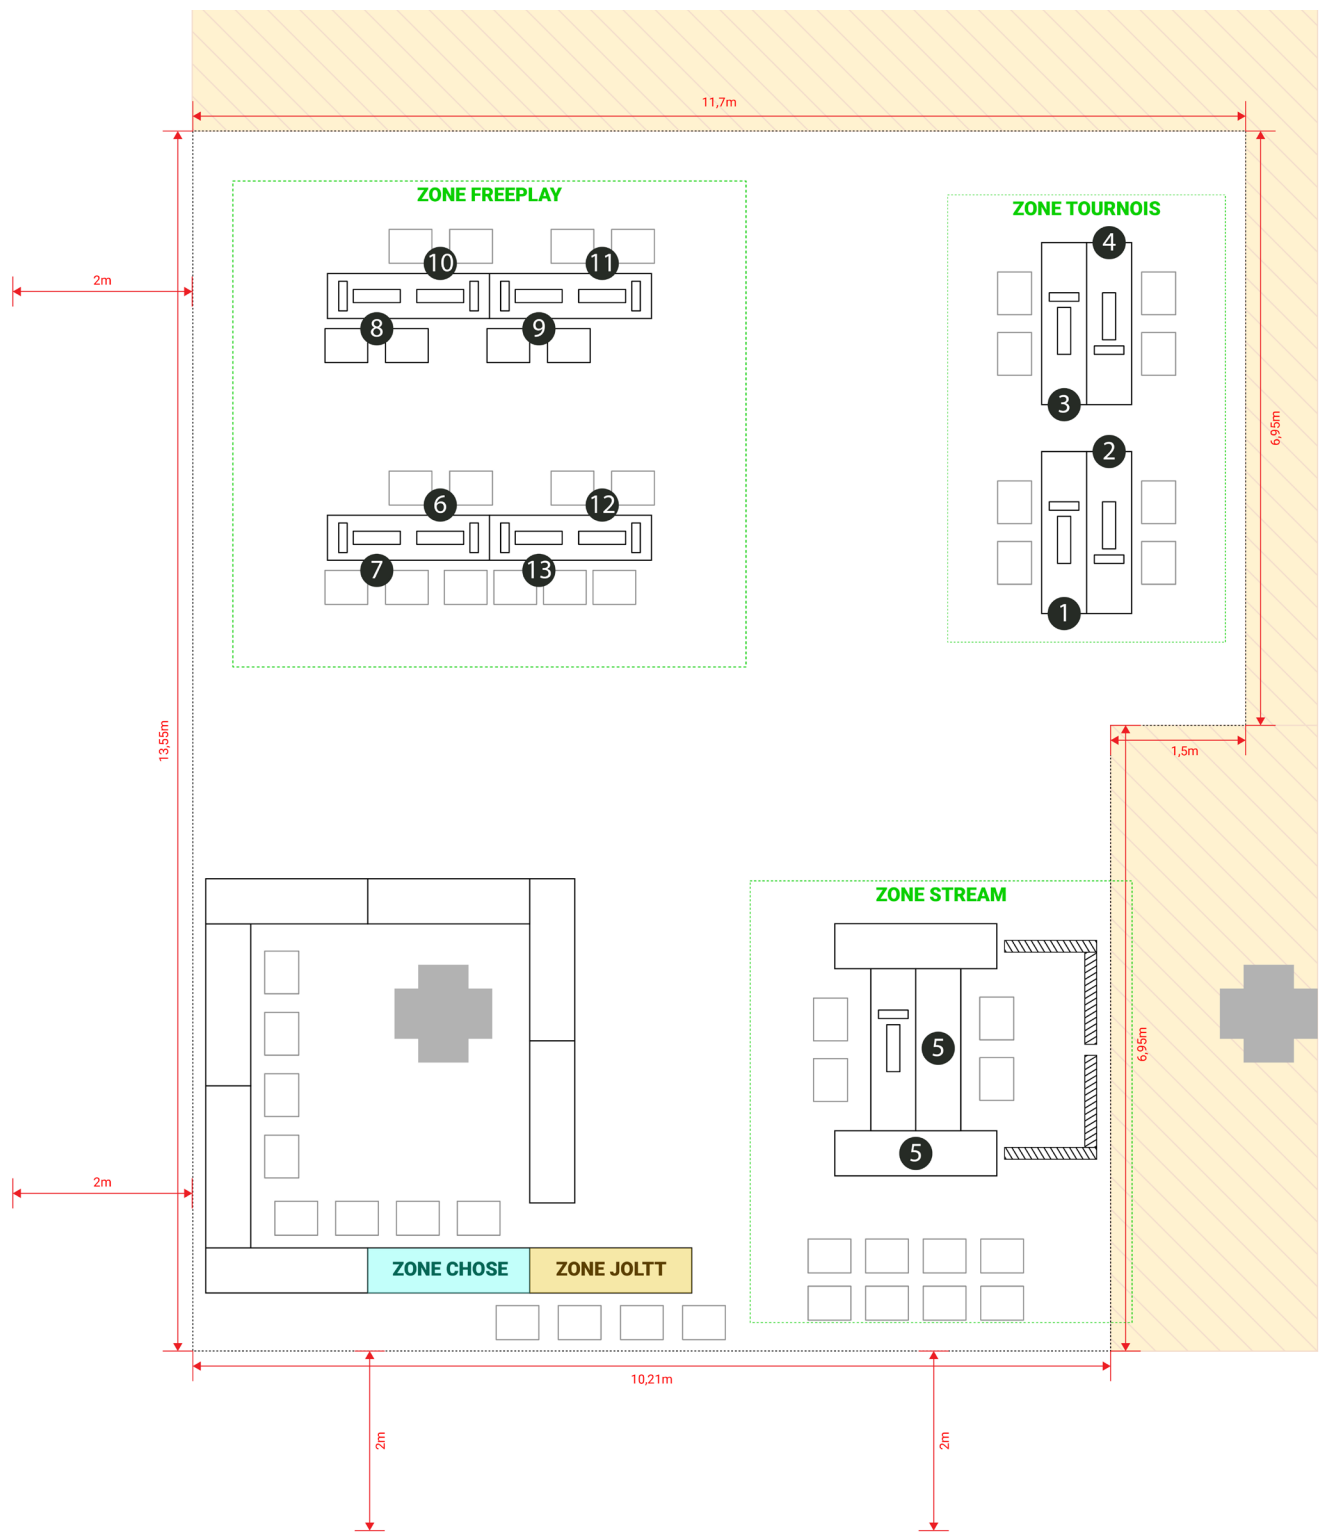 11,7m
ZONE FREEPLAY
ZONE TOURNOIS
4
10
11
2m
8
9
3
6,95m
2
6
12
7
13
1
13,55m
1,5m
ZONE STREAM
5
6,95m
5
2m
ZONE CHOSE
ZONE JOLTT
10,21m
2m
2m